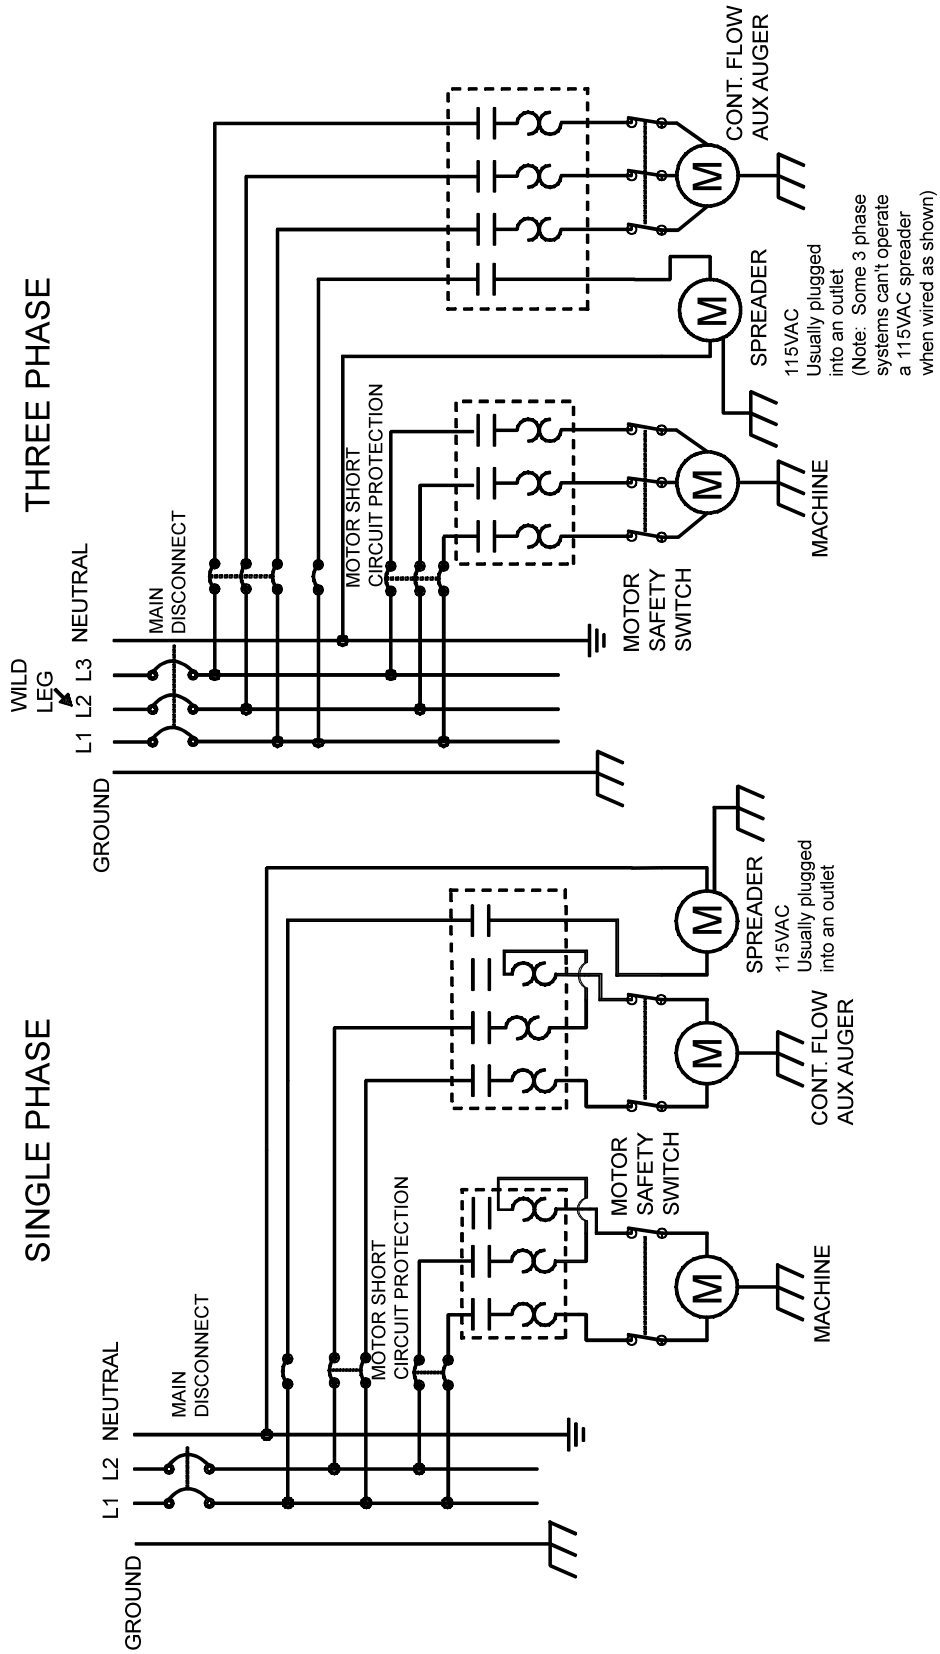 SINGLE PHASE
GROUND
L1
L2
NEUTRAL
MAIN
DISCONNECT
MOTOR SHORT
CIRCUIT PROTECTION
MOTOR
SAFETY
SWITCH
M
MACHINE
M
CONT. FLOW
AUX AUGER
M
SPREADER
115VAC
Usually plugged
into an outlet
THREE PHASE
GROUND
WILD
LEG
L1
L2
L3
NEUTRAL
MAIN
DISCONNECT
MOTOR SHORT
CIRCUIT PROTECTION
MOTOR
SAFETY
SWITCH
M
MACHINE
M
SPREADER
115VAC
Usually plugged
into an outlet
(Note: Some 3 phase
systems can't operate
a 115VAC spreader
when wired as shown)
M
CONT. FLOW
AUX AUGER